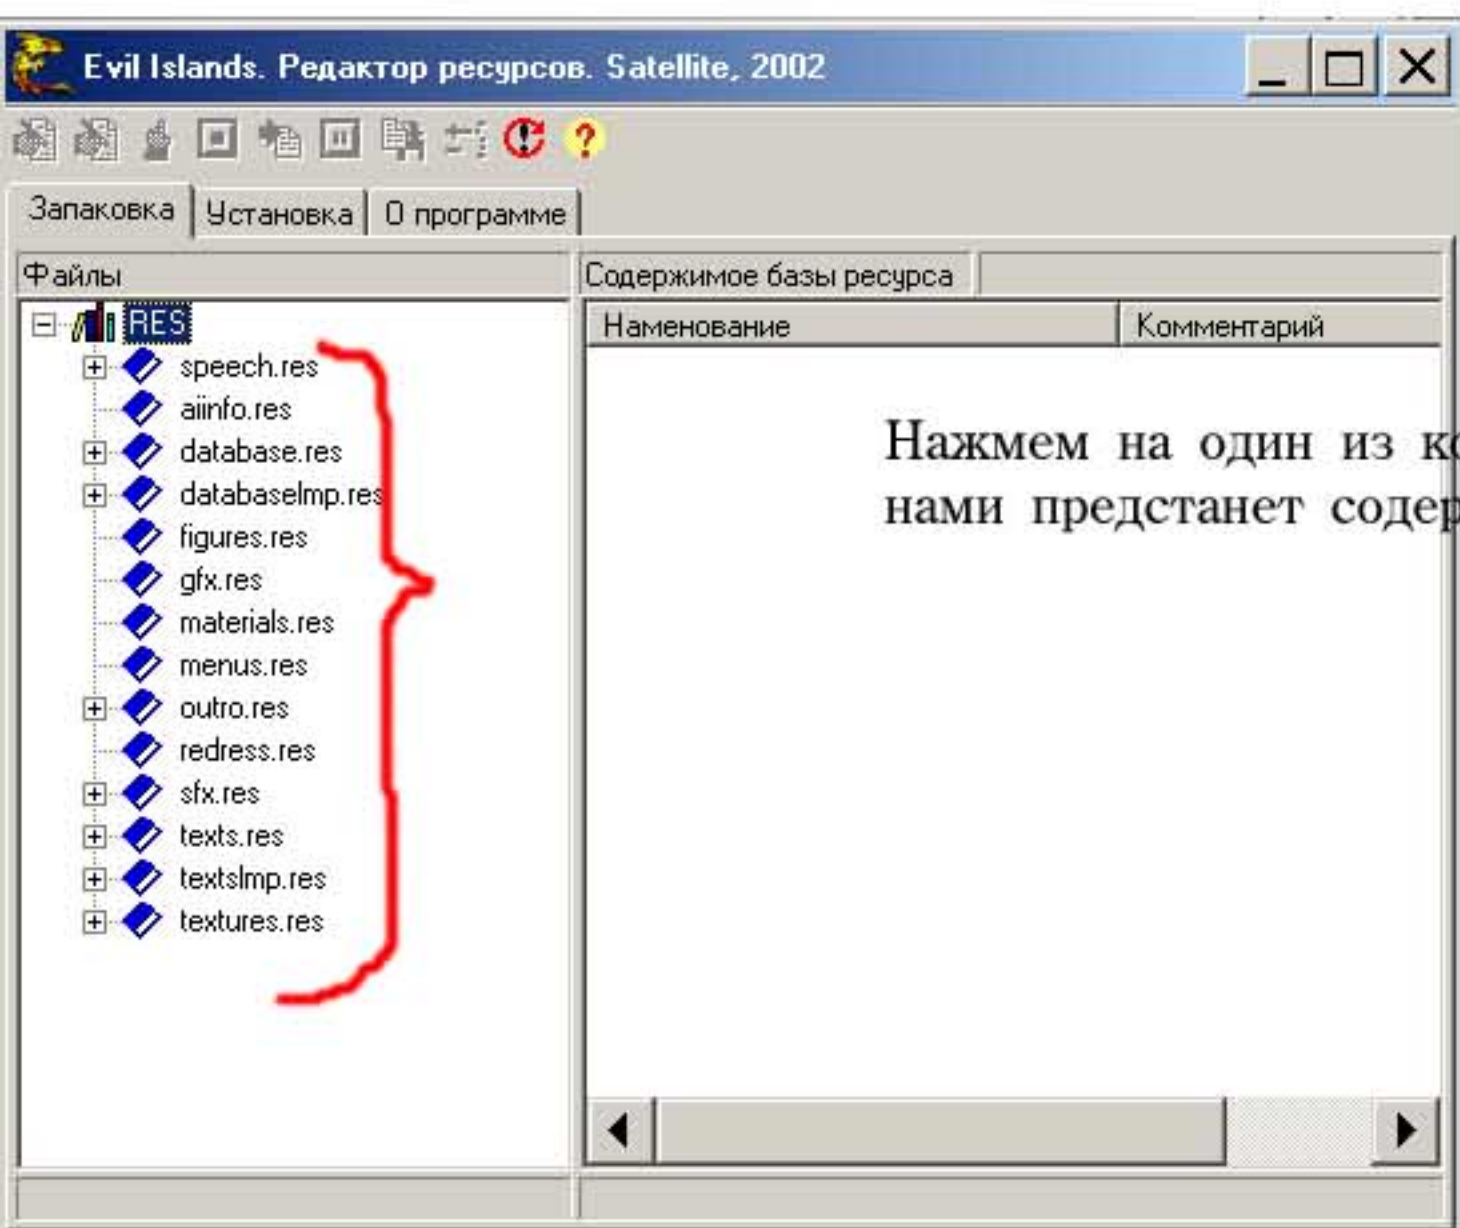 Evil Islands. Редактор ресурсов. Satellite, 2002
Запаковка Установка О программе
Файлы
Содержимое базы ресурса
RES
Наменование Комментарий
speech.res
aiinfo.res
database.res
databaselmp.res
figures.res
gfx.res
materials.res
menus.res
outro.res
redress.res
sfx.res
texts.res
textslmp.res
textures.res
Нажмем на один из
нами предстанет